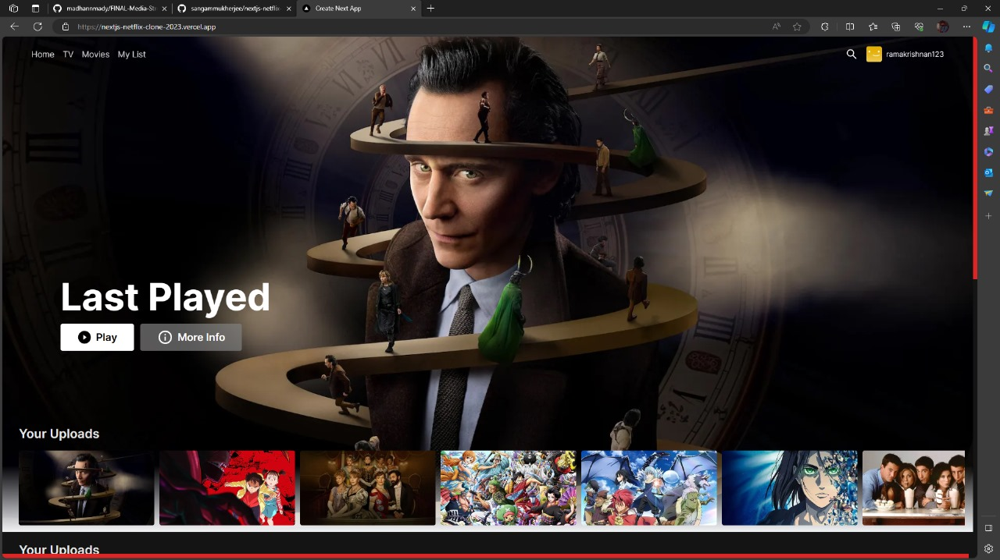 madhannmady/FINAL-Media-Str
sangammukherjee/nextjs-netflix-
Create Next App
https://nextjs-netflix-clone-2023.vercel.app
Home TV Movies My List
ramakrishnan123
Last Played
Play More Info
Your Uploads
Your Uploads